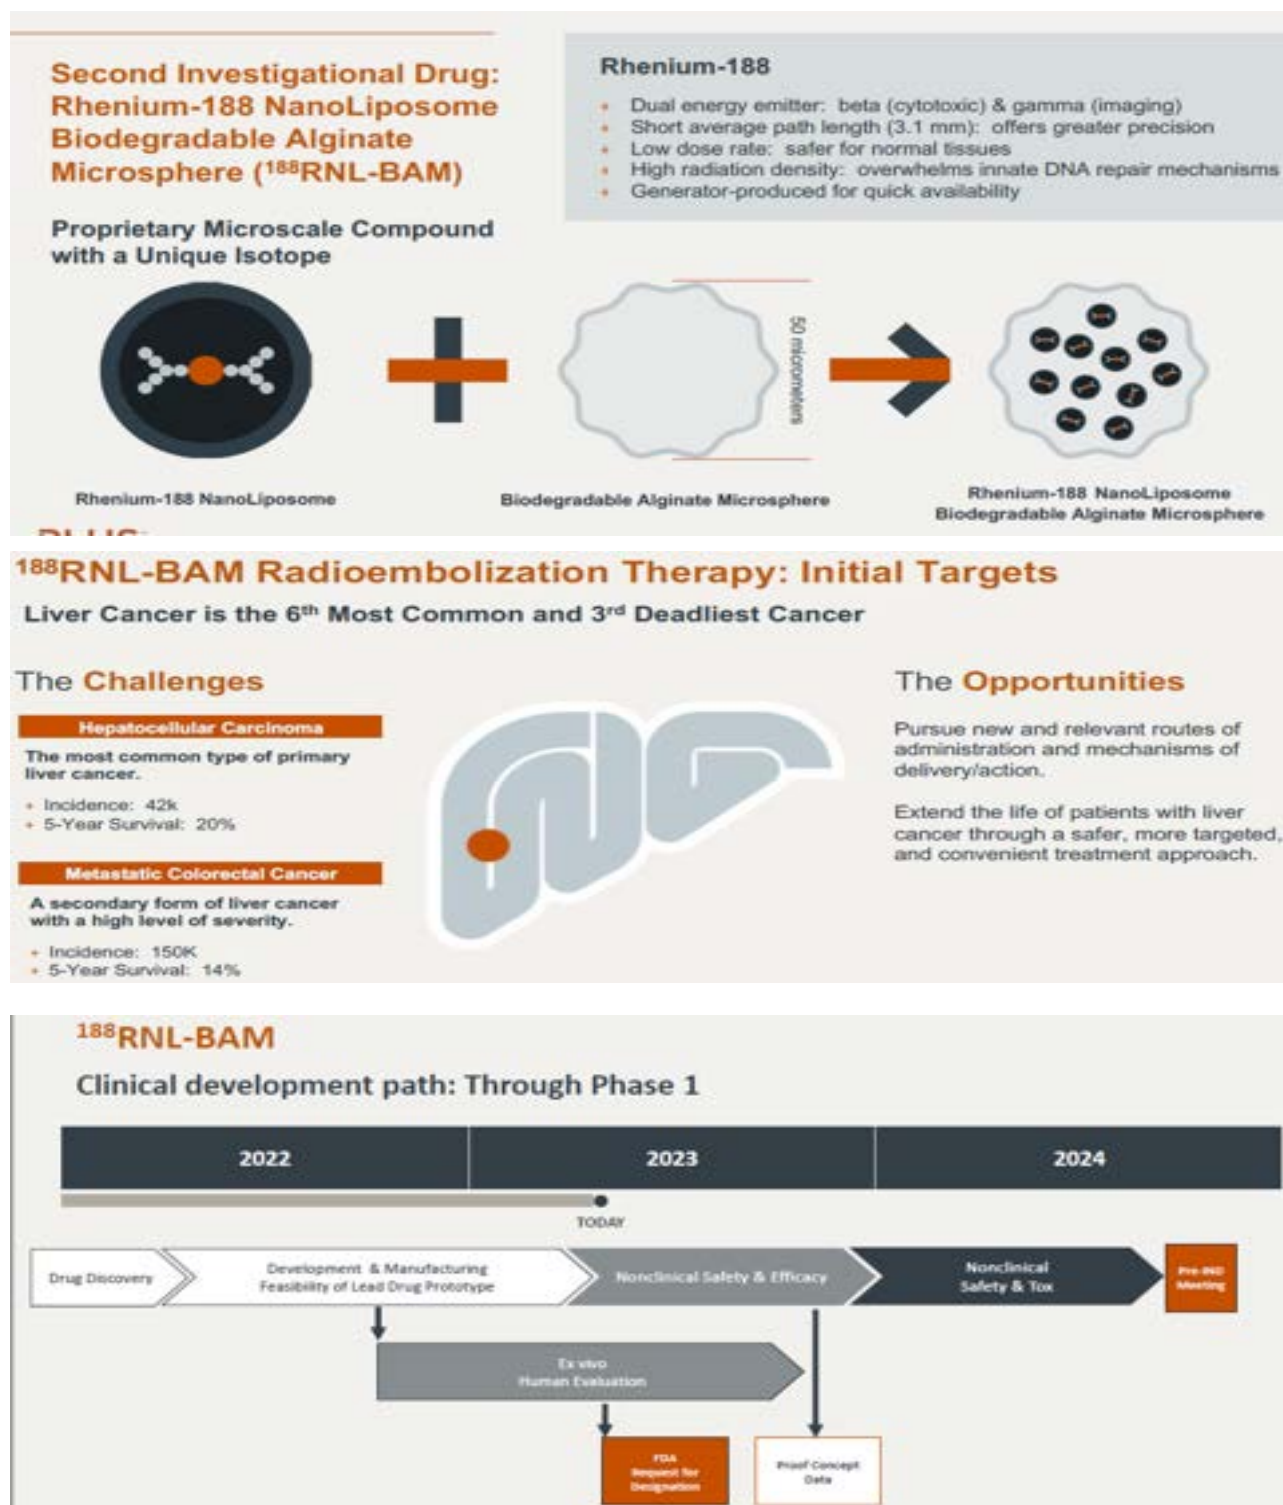 Second Investigational Drug:
Rhenium-188 NanoLiposome
Biodegradable Alginate
Microsphere (¹⁸⁸RNL-BAM)
Proprietary Microscale Compound
with a Unique Isotope
Rhenium-188
Dual energy emitter: beta (cytotoxic) & gamma (imaging)
Short average path length (3.1 mm): offers greater precision
Low dose rate: safer for normal tissues
High radiation density: overwhelms innate DNA repair mechanisms
Generator-produced for quick availability
50 micrometers
Rhenium-188 NanoLiposome
Biodegradable Alginate Microsphere
Rhenium-188 NanoLiposome
Biodegradable Alginate Microsphere
¹⁸⁸RNL-BAM Radioembolization Therapy: Initial Targets
Liver Cancer is the 6th Most Common and 3rd Deadliest Cancer
The Challenges
Hepatocellular Carcinoma
The most common type of primary
liver cancer.
Incidence: 42k
5-Year Survival: 20%
Metastatic Colorectal Cancer
A secondary form of liver cancer
with a high level of severity.
Incidence: 150K
5-Year Survival: 14%
The Opportunities
Pursue new and relevant routes of
administration and mechanisms of
delivery/action.
Extend the life of patients with liver
cancer through a safer, more targeted,
and convenient treatment approach.
¹⁸⁸RNL-BAM
Clinical development path: Through Phase 1
2022
2023
2024
TODAY
Drug Discovery
Development & Manufacturing
Feasibility of Lead Drug Prototype
Nonclinical Safety & Efficacy
Nonclinical
Safety & Tox
Pre-IND
Meeting
Ex vivo
Human Evaluation
FDA
Request for
Designation
Proof Concept
Data